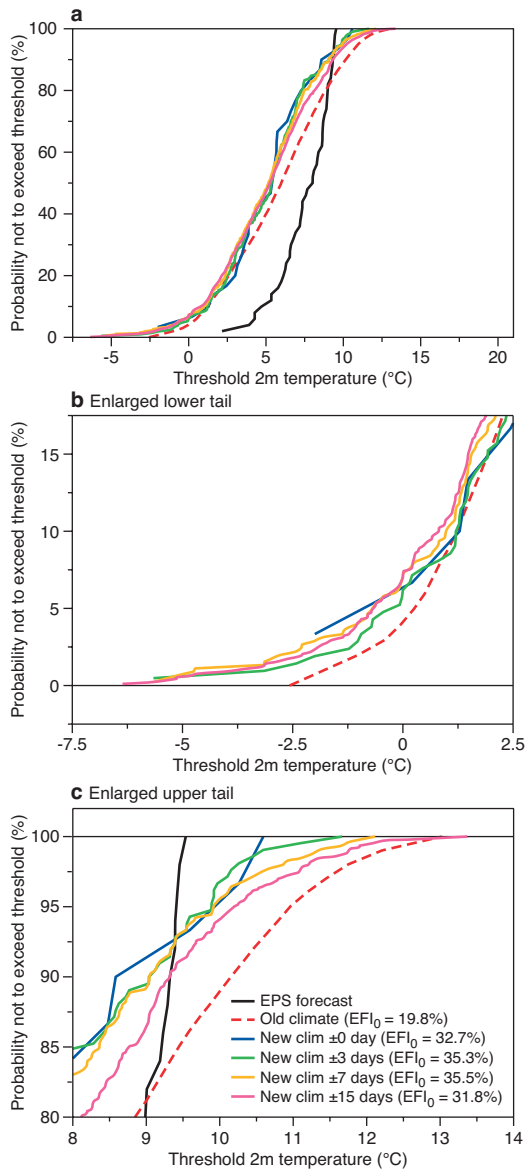 a
100
80
60
40
20
0
Probability not to exceed threshold (%)
-5 0 5 10 15 20
Threshold 2m temperature (°C)
b Enlarged lower tail
15
10
5
0
Probability not to exceed threshold (%)
-7.5 -5 -2.5 0 2.5
Threshold 2m temperature (°C)
c Enlarged upper tail
100
95
90
85
80
Probability not to exceed threshold (%)
EPS forecast
Old climate (EFI₀ = 19.8%)
New clim ±0 day (EFI₀ = 32.7%)
New clim ±3 days (EFI₀ = 35.3%)
New clim ±7 days (EFI₀ = 35.5%)
New clim ±15 days (EFI₀ = 31.8%)
8 9 10 11 12 13 14
Threshold 2m temperature (°C)